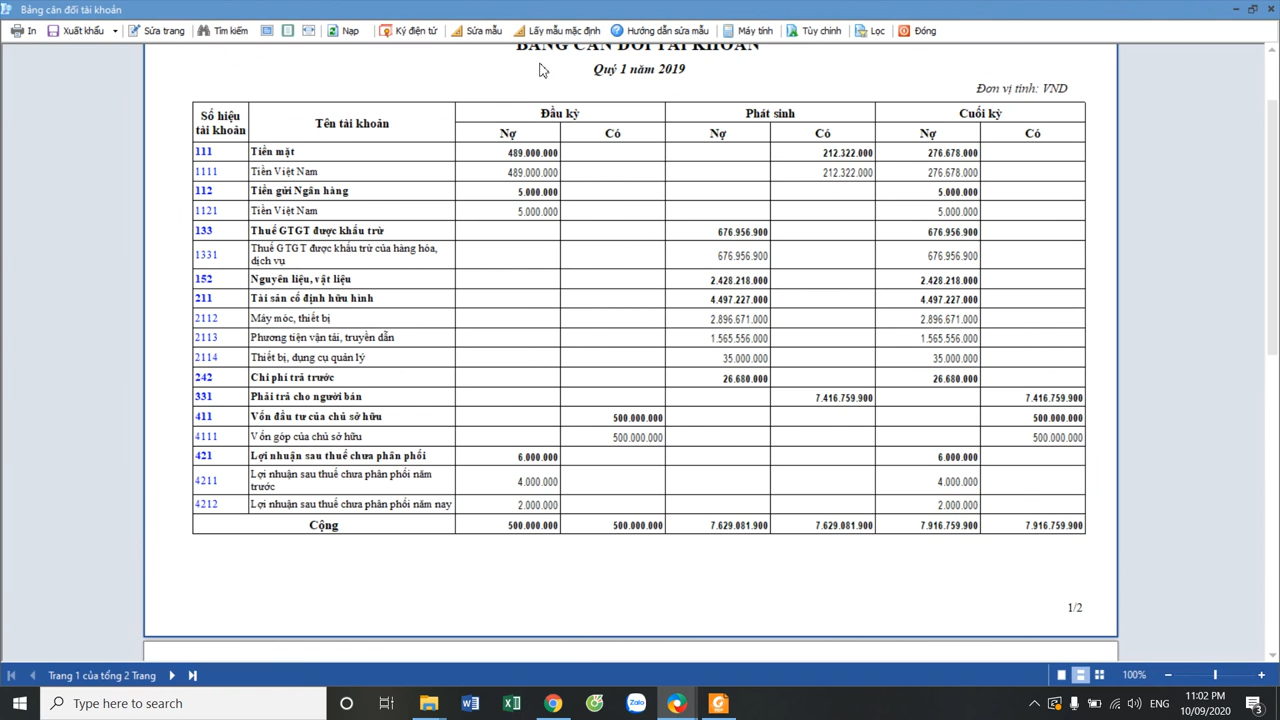 Bảng cân đối tài khoản
In Xuất khẩu Sửa trang Tìm kiếm Nạp Ký điện tử Sửa mẫu Lấy mẫu mặc định Hướng dẫn sửa mẫu Máy tính Tùy chỉnh Lọc Đóng
BẢNG CÂN ĐỐI TÀI KHOẢN
Quý 1 năm 2019
Đơn vị tính: VND
Số hiệu tài khoản Tên tài khoản Đầu kỳ Phát sinh Cuối kỳ
Nợ Có Nợ Có Nợ Có
111 Tiền mặt 489.000.000 212.322.000 276.678.000
1111 Tiền Việt Nam 489.000.000 212.322.000 276.678.000
112 Tiền gửi Ngân hàng 5.000.000 5.000.000
1121 Tiền Việt Nam 5.000.000 5.000.000
133 Thuế GTGT được khấu trừ 676.956.900 676.956.900
1331 Thuế GTGT được khấu trừ của hàng hóa, dịch vụ 676.956.900 676.956.900
152 Nguyên liệu, vật liệu 2.428.218.000 2.428.218.000
211 Tài sản cố định hữu hình 4.497.227.000 4.497.227.000
2112 Máy móc, thiết bị 2.896.671.000 2.896.671.000
2113 Phương tiện vận tải, truyền dẫn 1.565.556.000 1.565.556.000
2114 Thiết bị, dụng cụ quản lý 35.000.000 35.000.000
242 Chi phí trả trước 26.680.000 26.680.000
331 Phải trả cho người bán 7.416.759.900 7.416.759.900
411 Vốn đầu tư của chủ sở hữu 500.000.000 500.000.000
4111 Vốn góp của chủ sở hữu 500.000.000 500.000.000
421 Lợi nhuận sau thuế chưa phân phối 6.000.000 6.000.000
4211 Lợi nhuận sau thuế chưa phân phối năm trước 4.000.000 4.000.000
4212 Lợi nhuận sau thuế chưa phân phối năm nay 2.000.000 2.000.000
Cộng 500.000.000 500.000.000 7.629.081.900 7.629.081.900 7.916.759.900 7.916.759.900
1/2
Trang 1 của tổng 2 Trang 100%
Type here to search Zalo ENG 11:02 PM
10/09/2020 3